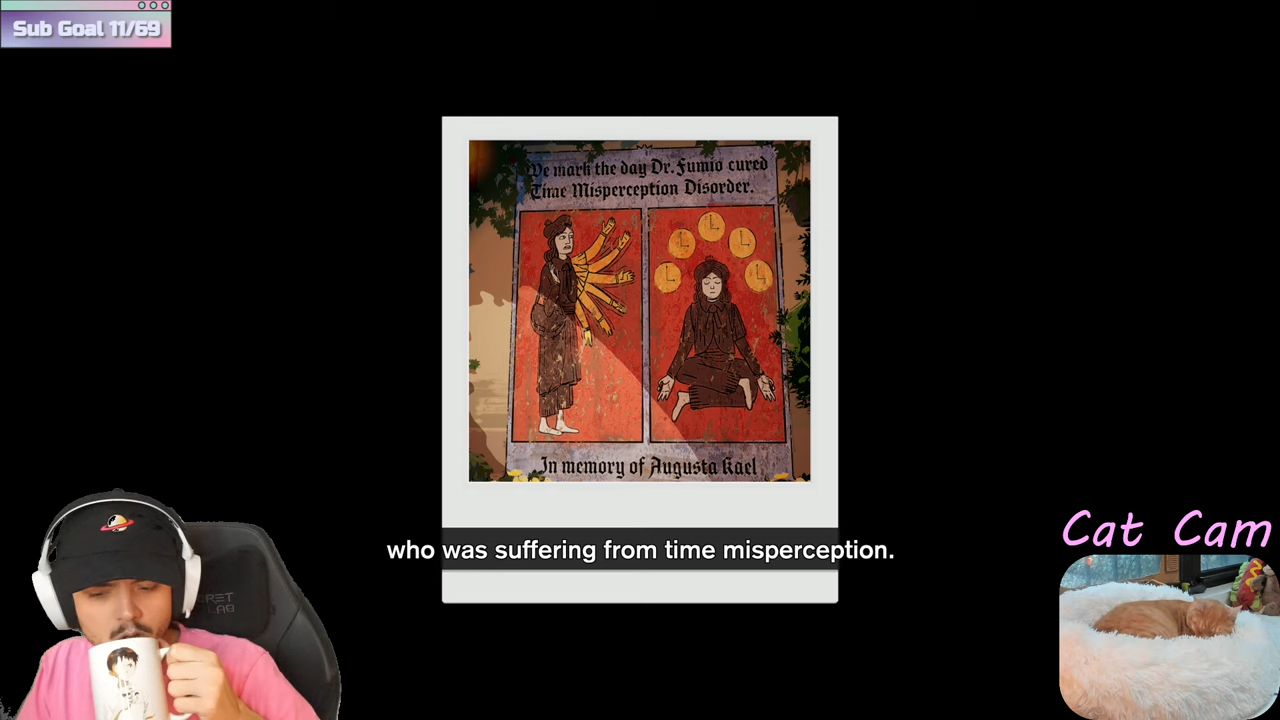 Sub Goal 11/69
We mark the day Dr. Fumio cured
Time Misperception Disorder.
In memory of Augusta Kael
who was suffering from time misperception.
Cat Cam